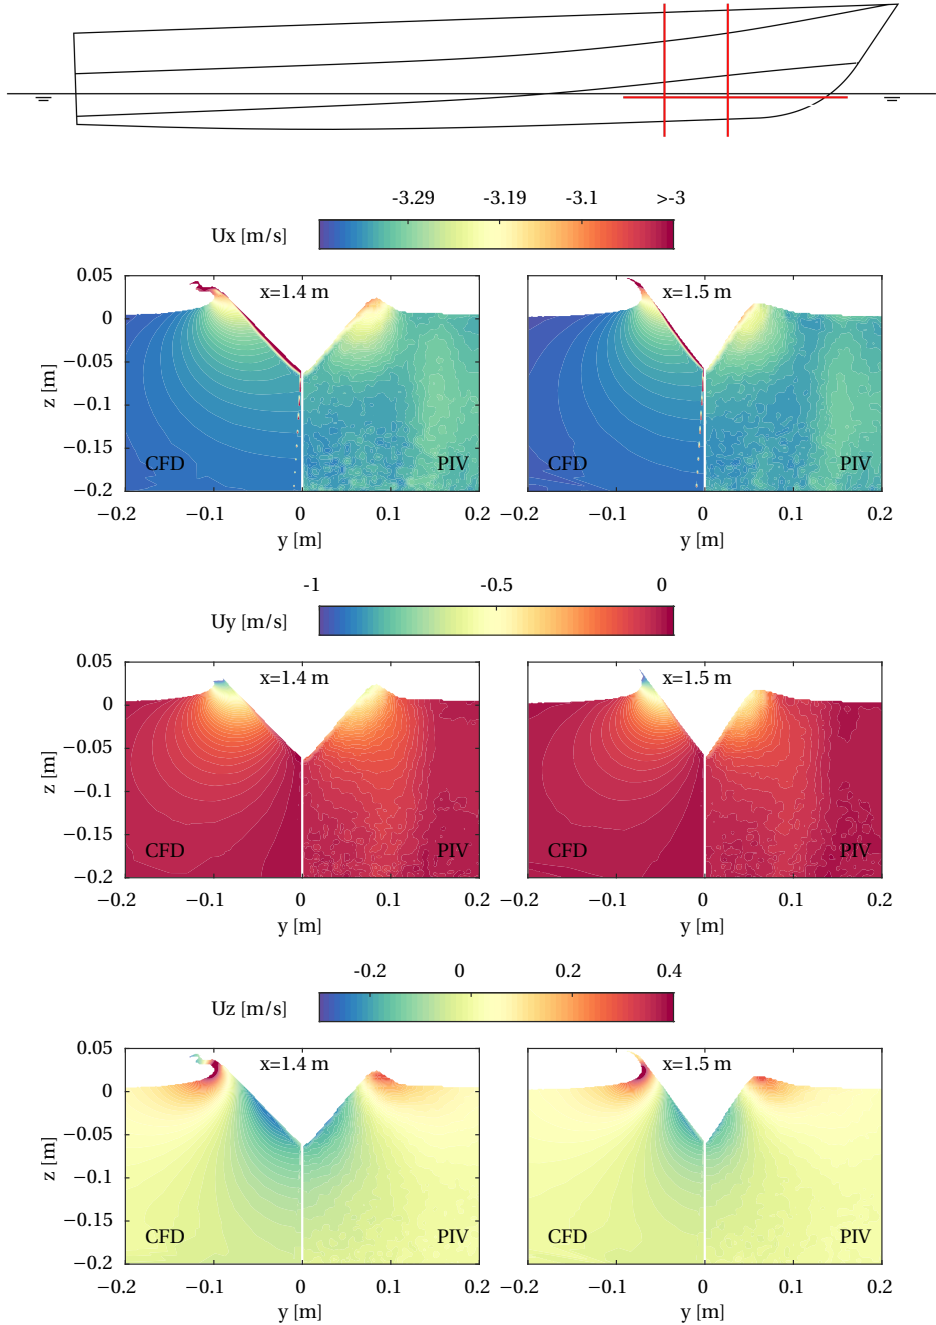 -3.29 -3.19 -3.1 >-3
Ux [m/s]
0.05
0
−0.05
−0.1
−0.15
−0.2
z [m]
x=1.4 m
x=1.5 m
CFD
PIV
CFD
PIV
−0.2 −0.1 0 0.1 0.2
−0.2 −0.1 0 0.1 0.2
y [m]
y [m]
-1 -0.5 0
Uy [m/s]
0.05
0
−0.05
−0.1
−0.15
−0.2
z [m]
x=1.4 m
x=1.5 m
CFD
PIV
CFD
PIV
−0.2 −0.1 0 0.1 0.2
−0.2 −0.1 0 0.1 0.2
y [m]
y [m]
-0.2 0 0.2 0.4
Uz [m/s]
0.05
0
−0.05
−0.1
−0.15
−0.2
z [m]
x=1.4 m
x=1.5 m
CFD
PIV
CFD
PIV
−0.2 −0.1 0 0.1 0.2
−0.2 −0.1 0 0.1 0.2
y [m]
y [m]